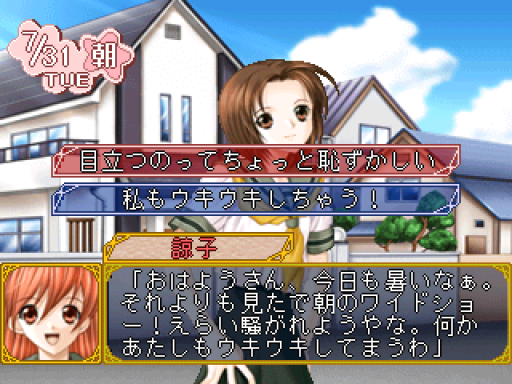 7/31 朝
TUE
目立つのってちょっと恥ずかしい
私もウキウキしちゃう！
諒子
「おはようさん、今日も暑いなぁ。
それよりも見たで朝のワイドショ
ー！えらい騒がれようやな。何か
あたしもウキウキしてまうわ」